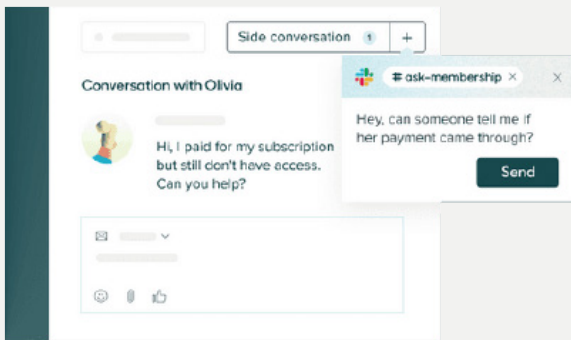 Side conversation 1 +
# ask-membership ×
Conversation with Olivia
Hey, can someone tell me if
her payment came through?
Send
Hi, I paid for my subscription
but still don't have access.
Can you help?